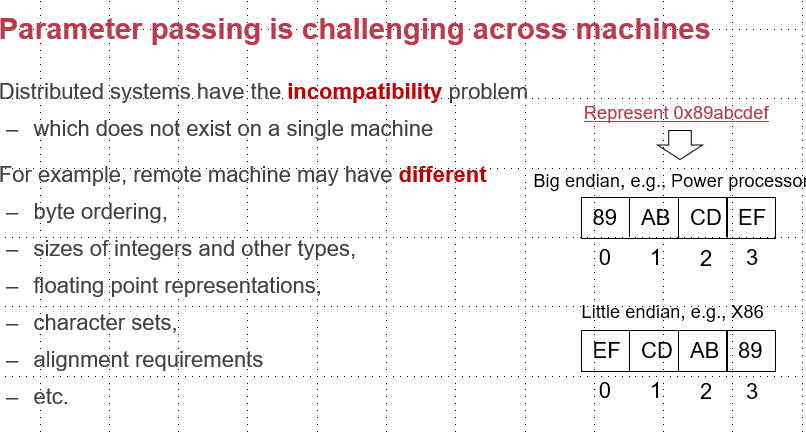 Parameter passing is challenging across machines
Distributed systems have the incompatibility problem
– which does not exist on a single machine
For example, remote machine may have different
– byte ordering,
– sizes of integers and other types,
– floating point representations,
– character sets,
– alignment requirements
– etc.
Represent 0x89abcdef
Big endian, e.g., Power processor
89 AB CD EF
0 1 2 3
Little endian, e.g., X86
EF CD AB 89
0 1 2 3